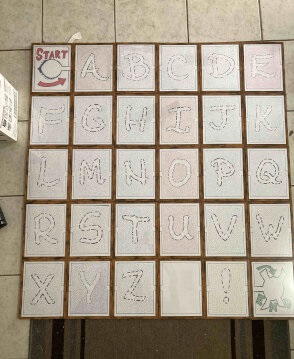 START A B C D E
F G H I J K
L M N O P Q
R S T U V W
X Y Z !